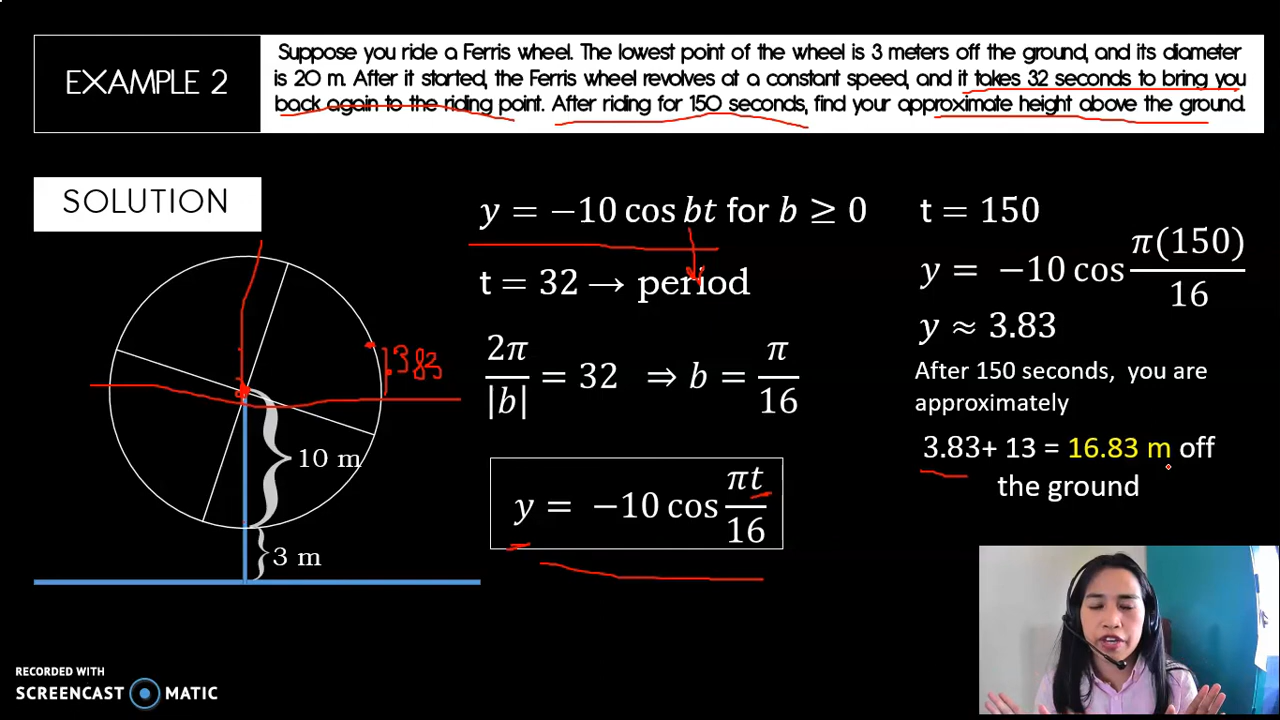 EXAMPLE 2
Suppose you ride a Ferris wheel. The lowest point of the wheel is 3 meters off the ground, and its diameter
is 20 m. After it started, the Ferris wheel revolves at a constant speed, and it takes 32 seconds to bring you
back again to the riding point. After riding for 150 seconds, find your approximate height above the ground.
SOLUTION
3.83
10 m
3 m
y = −10 cos bt for b ≥ 0
t = 32 → period
2π/|b| = 32 ⇒ b = π/16
y = −10 cos πt/16
t = 150
y = −10 cos π(150)/16
y ≈ 3.83
After 150 seconds, you are
approximately
3.83+ 13 = 16.83 m off
the ground
RECORDED WITH
SCREENCAST MATIC